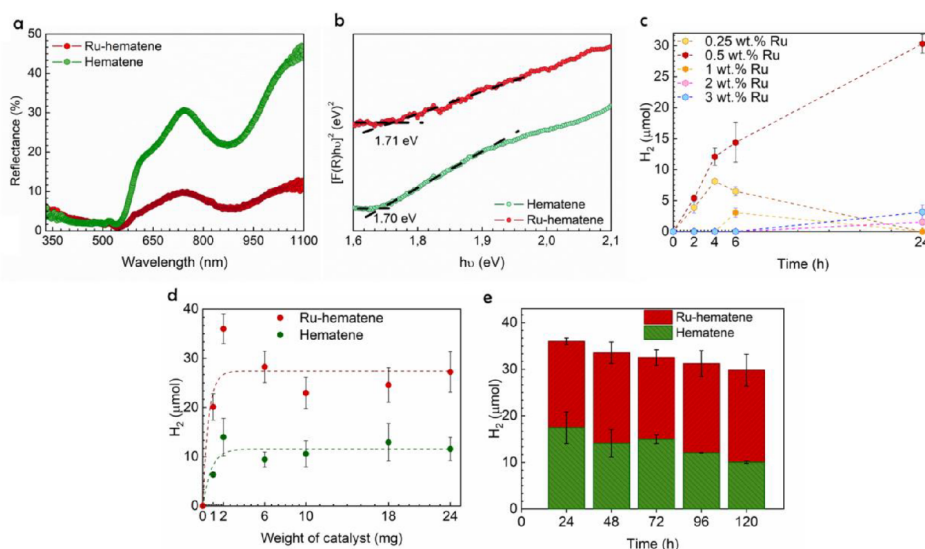 a
50
40
30
20
10
0
Reflectance (%)
Ru-hematene
Hematene
350 500 650 800 950 1100
Wavelength (nm)
b
[F(R)hυ]² (eV)²
1.71 eV
1.70 eV
Hematene
Ru-hematene
1,6 1,7 1,8 1,9 2,0 2,1
hυ (eV)
c
30
25
20
15
10
5
0
H₂ (μmol)
0.25 wt.% Ru
0.5 wt.% Ru
1 wt.% Ru
2 wt.% Ru
3 wt.% Ru
0 2 4 6 24
Time (h)
d
40
30
20
10
0
H₂ (μmol)
Ru-hematene
Hematene
0 1 2 6 10 18 24
Weight of catalyst (mg)
e
40
30
20
10
0
H₂ (μmol)
Ru-hematene
Hematene
0 24 48 72 96 120
Time (h)